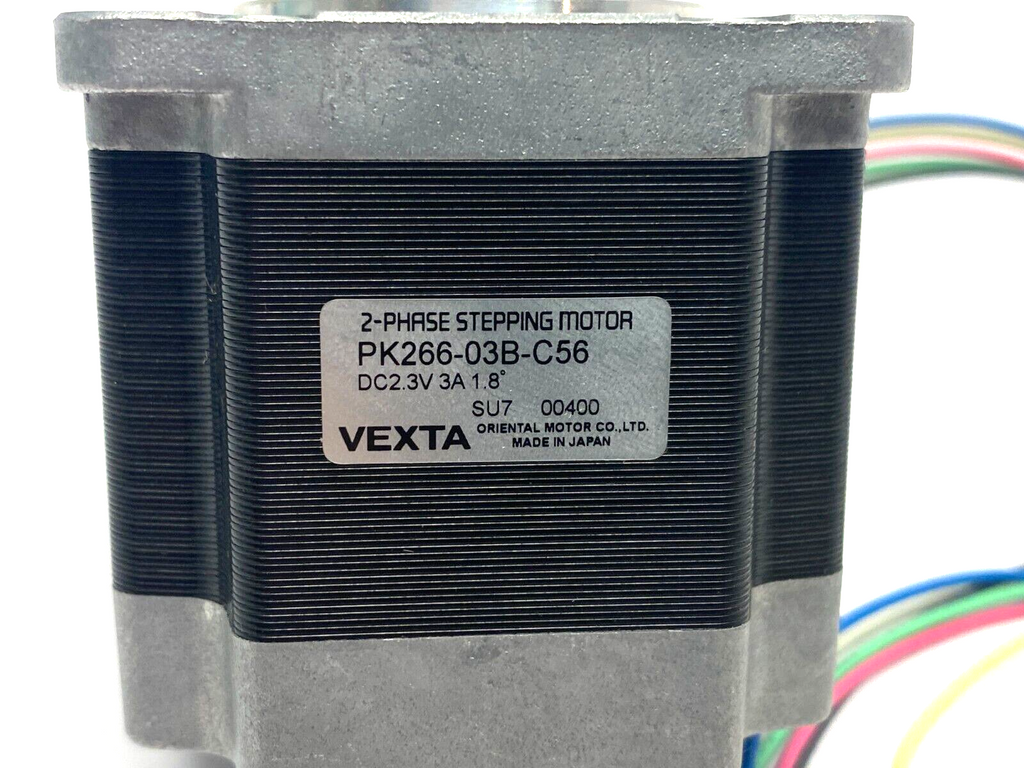 2-PHASE STEPPING MOTOR
PK266-03B-C56
DC2.3V 3A 1.8°
SU7 00400
VEXTA ORIENTAL MOTOR CO.,LTD.
MADE IN JAPAN